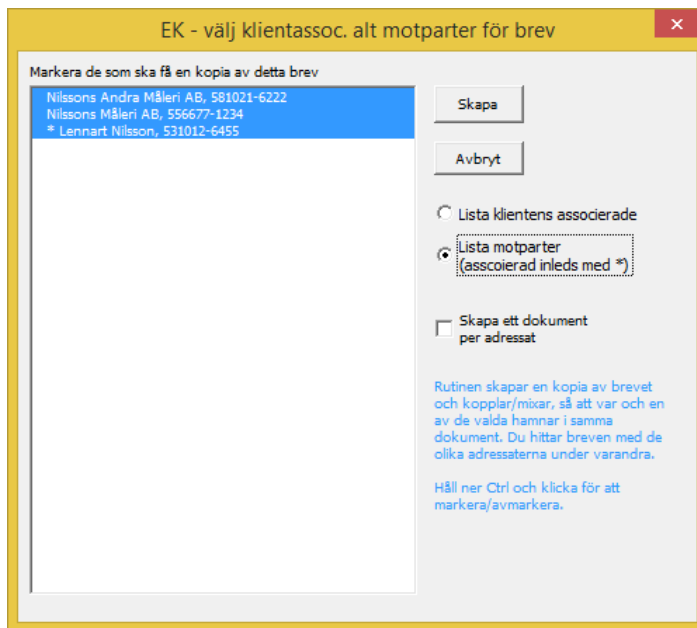 EK - välj klientassoc. alt motparter för brev
Markera de som ska få en kopia av detta brev
Nilssons Andra Måleri AB, 581021-6222
Nilssons Måleri AB, 556677-1234
* Lennart Nilsson, 531012-6455
Skapa
Avbryt
Lista klientens associerade
Lista motparter
(asscoierad inleds med *)
Skapa ett dokument
per adressat
Rutinen skapar en kopia av brevet
och kopplar/mixar, så att var och en
av de valda hamnar i samma
dokument. Du hittar breven med de
olika adressaterna under varandra.
Håll ner Ctrl och klicka för att
markera/avmarkera.